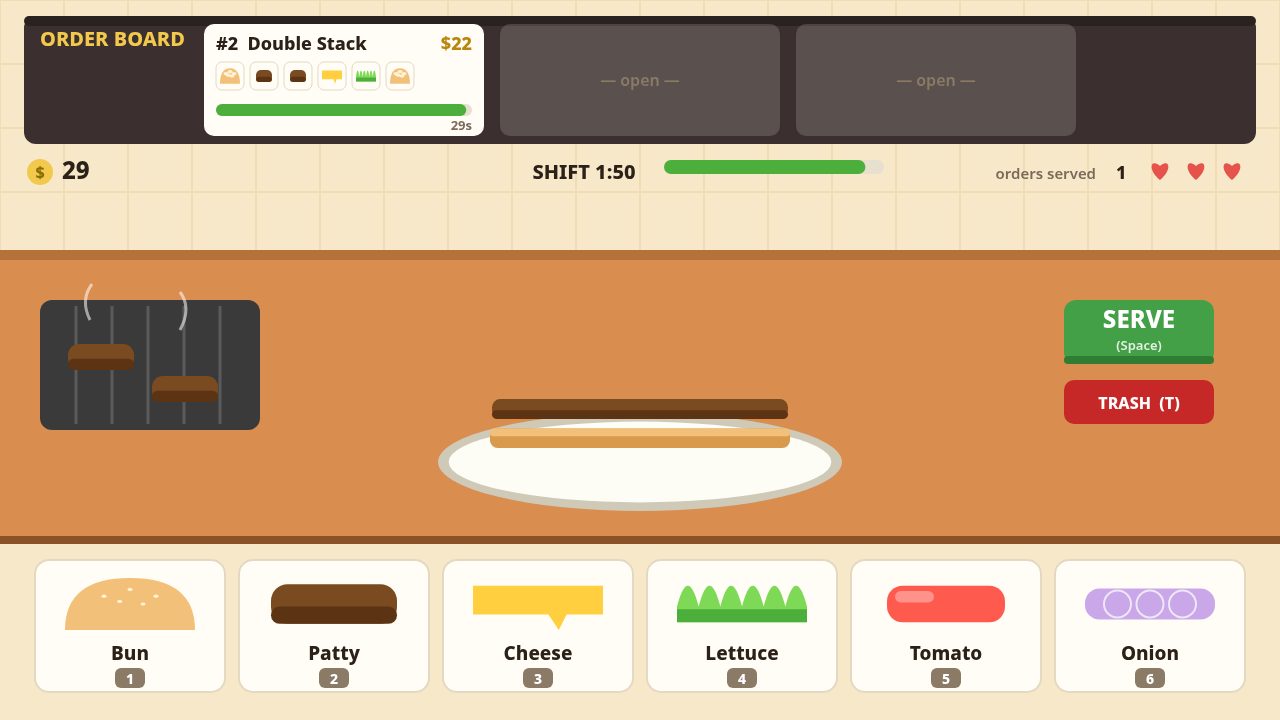 ORDER BOARD
#2 Double Stack $22
29s
— open —
— open —
$ 29
SHIFT 1:50
orders served 1
SERVE
(Space)
TRASH (T)
Bun
1
Patty
2
Cheese
3
Lettuce
4
Tomato
5
Onion
6